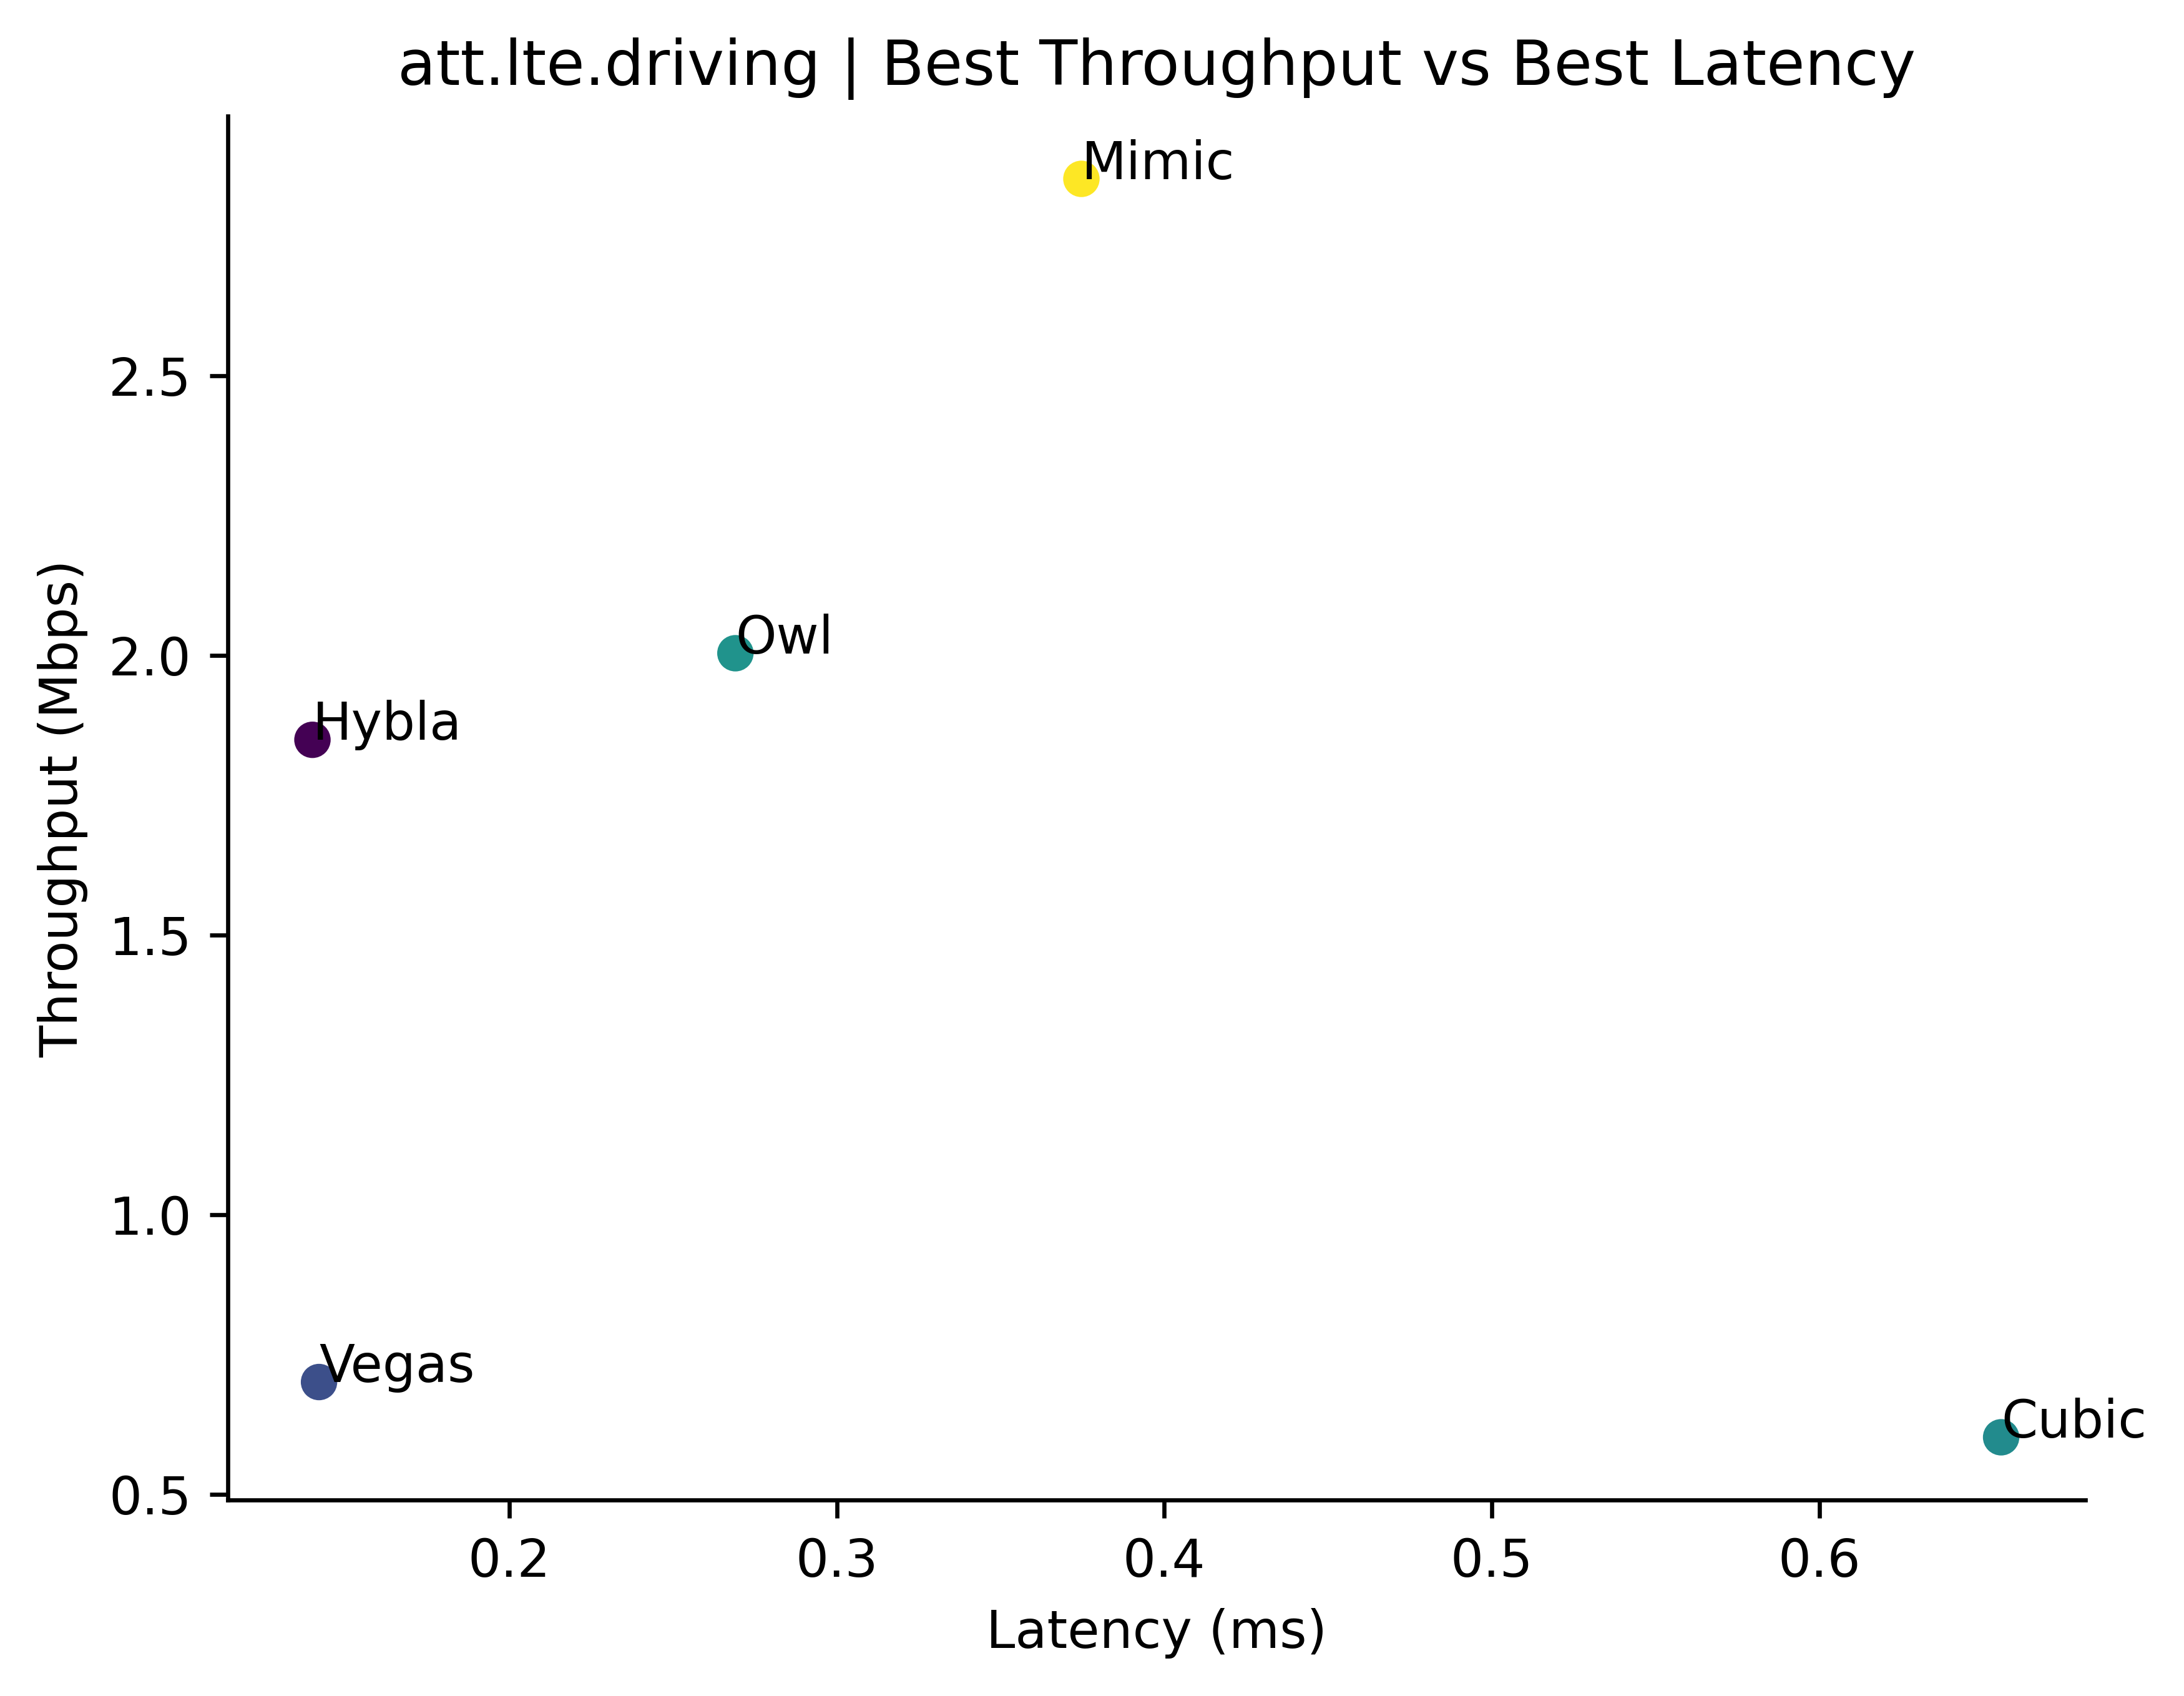 att.lte.driving | Best Throughput vs Best Latency
Mimic
2.5
Owl
2.0
Hybla
Throughput (Mbps)
1.5
1.0
Vegas
Cubic
0.5
0.2 0.3 0.4 0.5 0.6
Latency (ms)